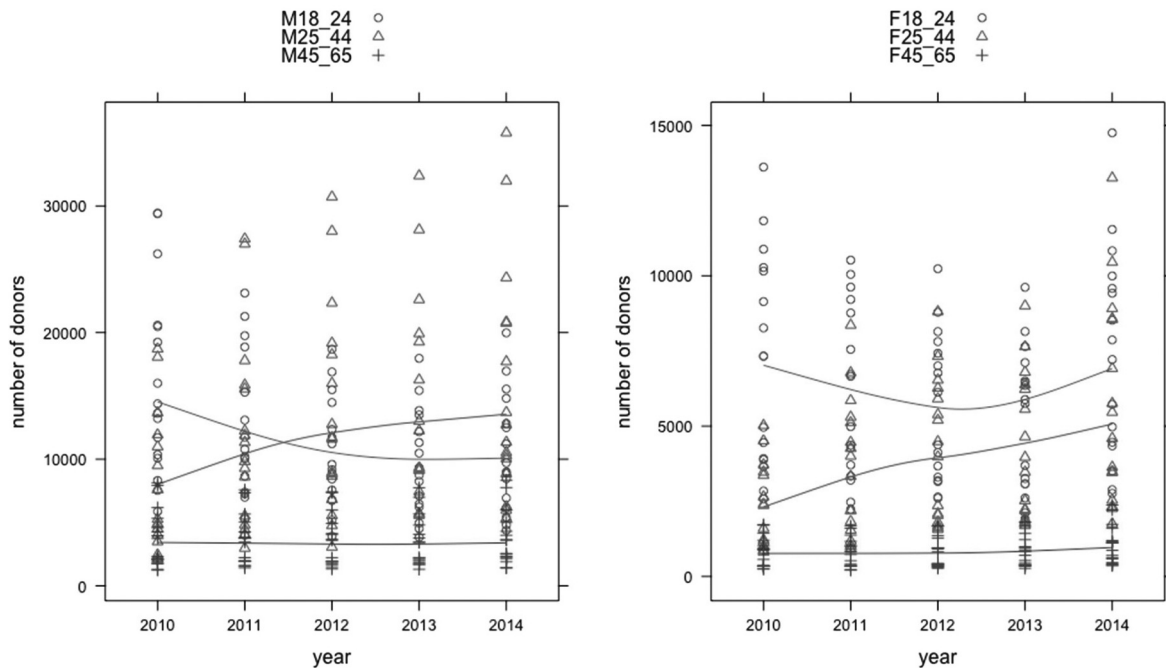 M18_24
M25_44
M45_65
number of donors
30000
20000
10000
0
2010 2011 2012 2013 2014
year
F18_24
F25_44
F45_65
number of donors
15000
10000
5000
0
2010 2011 2012 2013 2014
year